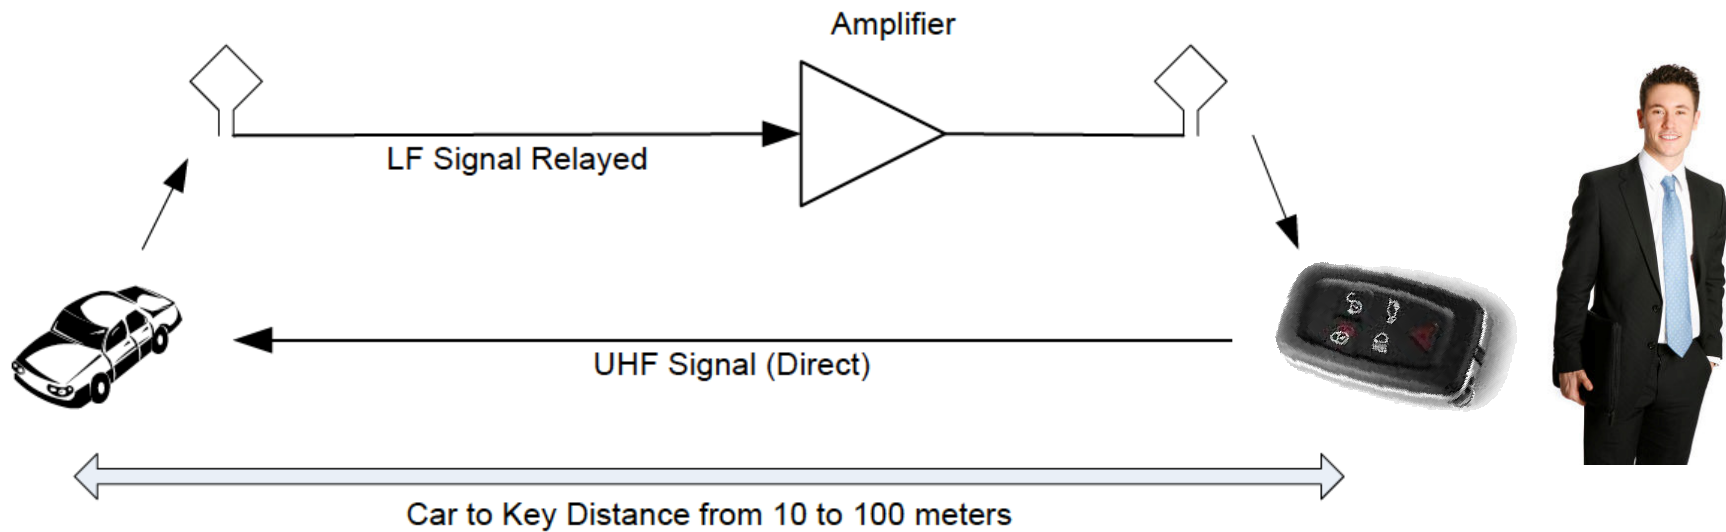 Amplifier
LF Signal Relayed
UHF Signal (Direct)
Car to Key Distance from 10 to 100 meters